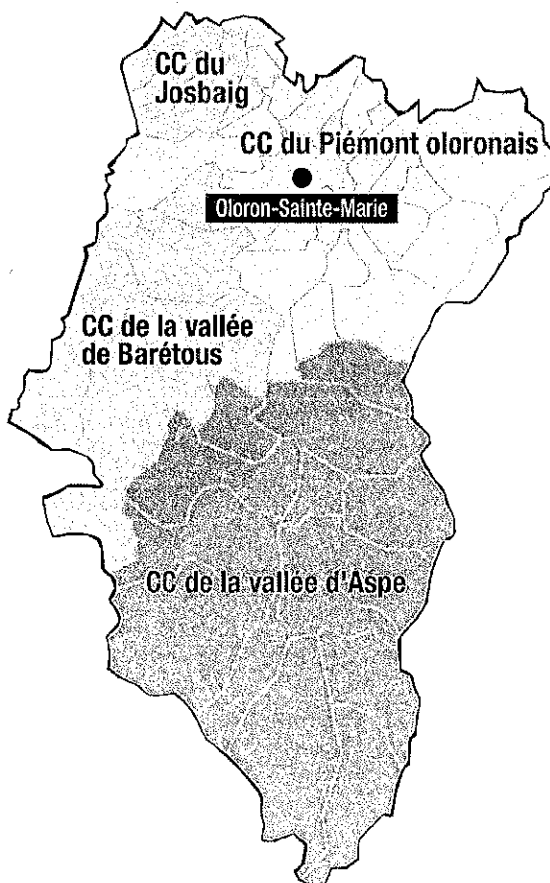 CC du
Josbaig
CC du Piémont oloronais
Oloron-Sainte-Marie
CC de la vallée
de Barétous
CC de la vallée d'Aspe